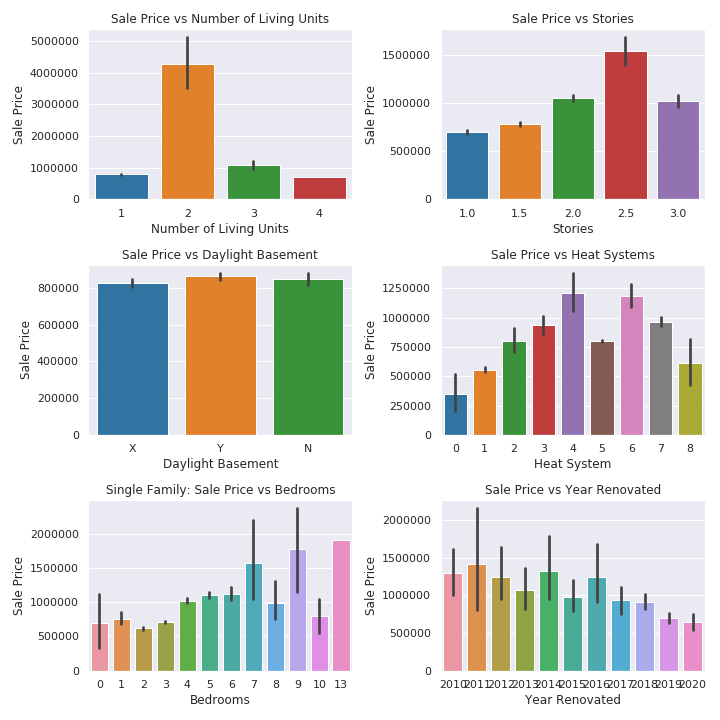 Sale Price vs Number of Living Units
Sale Price
5000000
4000000
3000000
2000000
1000000
0
1 2 3 4
Number of Living Units
Sale Price vs Stories
Sale Price
1500000
1000000
500000
0
1.0 1.5 2.0 2.5 3.0
Stories
Sale Price vs Daylight Basement
Sale Price
800000
600000
400000
200000
0
X Y N
Daylight Basement
Sale Price vs Heat Systems
Sale Price
1250000
1000000
750000
500000
250000
0
0 1 2 3 4 5 6 7 8
Heat System
Single Family: Sale Price vs Bedrooms
Sale Price
2000000
1500000
1000000
500000
0
0 1 2 3 4 5 6 7 8 9 10 13
Bedrooms
Sale Price vs Year Renovated
Sale Price
2000000
1500000
1000000
500000
0
2010 2011 2012 2013 2014 2015 2016 2017 2018 2019 2020
Year Renovated